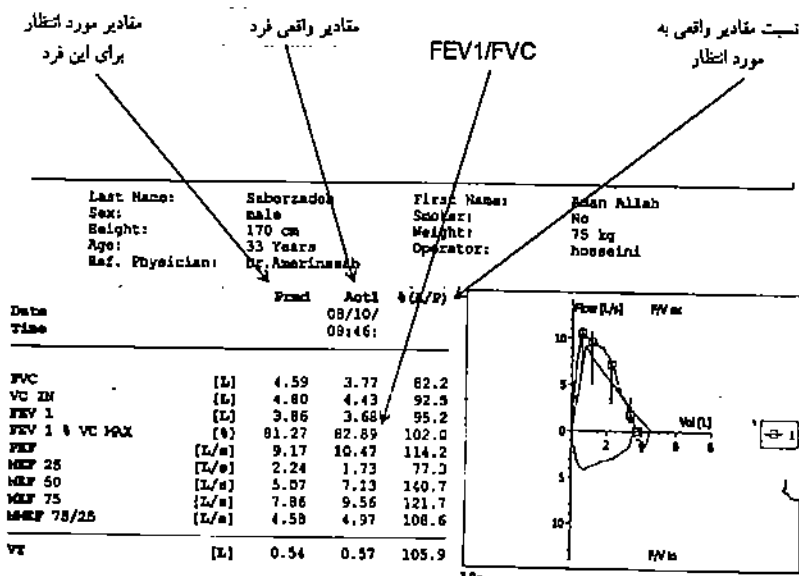 مقادیر مورد انتظار
برای این فرد
مقادیر واقعی فرد
FEV1/FVC
نسبت مقادیر واقعی به
مورد انتظار
Last Name: Saborzadeh First Name: Aman Allah
Sex: male Smoker: No
Height: 170 cm Weight: 75 kg
Age: 33 Years Operator: hosseini
Ref. Physician: Dr.Amerinasab
Pred Act1 %(A/P)
Date 08/10/
Time 09:46:
FVC [L] 4.59 3.77 82.2
VC IN [L] 4.80 4.43 92.5
FEV 1 [L] 3.86 3.68 95.2
FEV 1 % VC MAX [%] 81.27 82.89 102.0
PEF [L/s] 9.17 10.47 114.2
MEF 25 [L/s] 2.24 1.73 77.3
MEF 50 [L/s] 5.07 7.13 140.7
MEF 75 [L/s] 7.86 9.56 121.7
MMEF 75/25 [L/s] 4.58 4.97 108.6
VT [L] 0.54 0.57 105.9
Flow [L/s] F/V ex
10
5
Vol [L]
0
2 4 6 8
5
10
F/V in
1